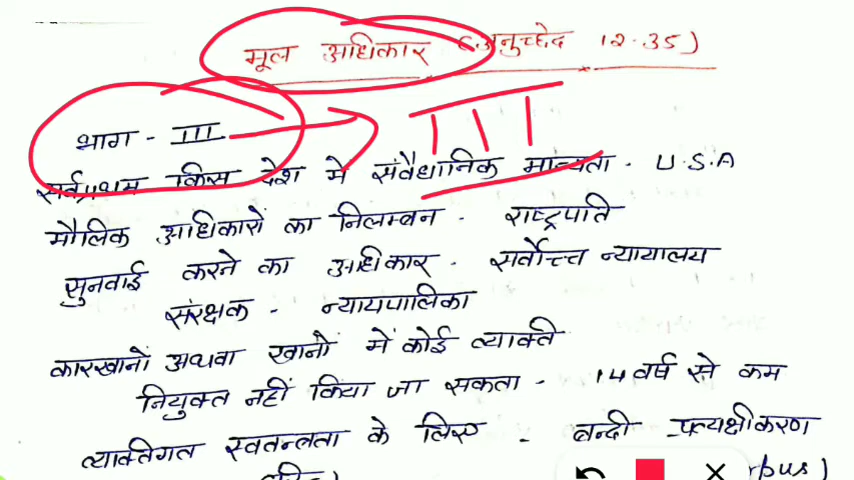 मूल अधिकार (अनुच्छेद 12-35)
भाग - III
III
सर्वप्रथम किस देश में संवैधानिक मान्यता - U.S.A
मौलिक अधिकारों का निलम्बन - राष्ट्रपति
सुनवाई करने का अधिकार - सर्वोच्च न्यायालय
संरक्षक - न्यायपालिका
कारखानों अथवा खानों में कोई व्यक्ति
नियुक्त नहीं किया जा सकता - 14 वर्ष से कम
व्यक्तिगत स्वतन्त्रता के लिए - बन्दी प्रत्यक्षीकरण